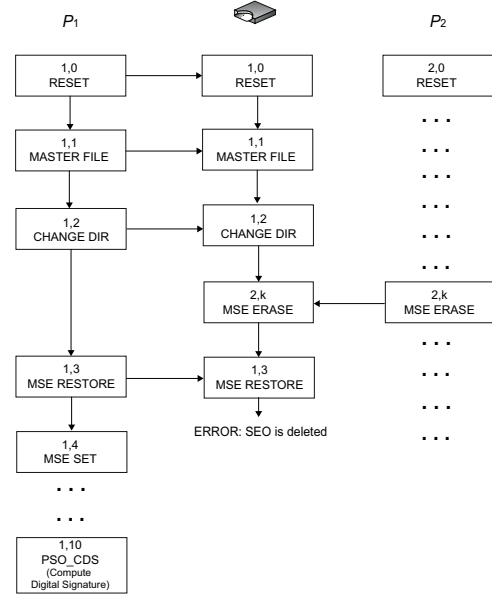 P1
P2
1,0
RESET
1,0
RESET
2,0
RESET
. . .
1,1
MASTER FILE
1,1
MASTER FILE
. . .
. . .
1,2
CHANGE DIR
1,2
CHANGE DIR
. . .
. . .
. . .
2,k
MSE ERASE
2,k
MSE ERASE
. . .
1,3
MSE RESTORE
1,3
MSE RESTORE
. . .
. . .
ERROR: SEO is deleted
. . .
1,4
MSE SET
. . .
. . .
1,10
PSO_CDS
(Compute
Digital Signature)